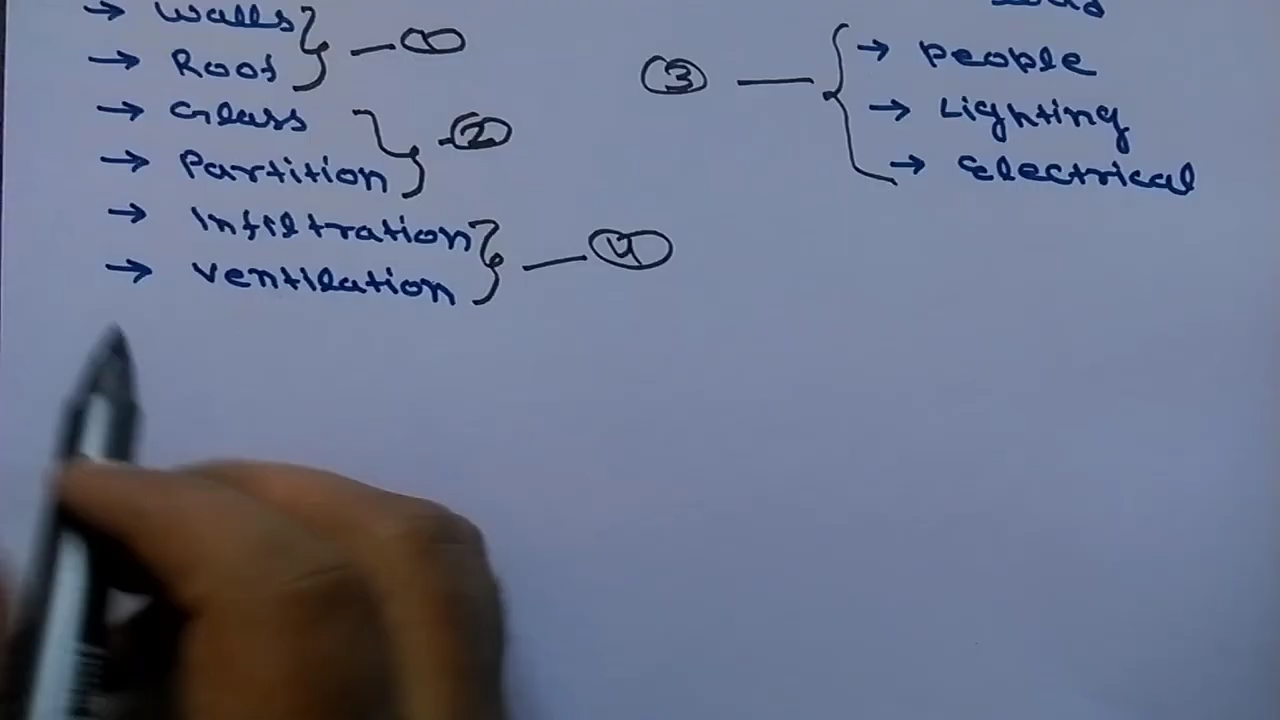 → Walls
→ Roof } — 1
→ Glass
→ Partition } - 2
→ Infiltration
→ Ventilation } — 4
3 — { → People
→ Lighting
→ Electrical